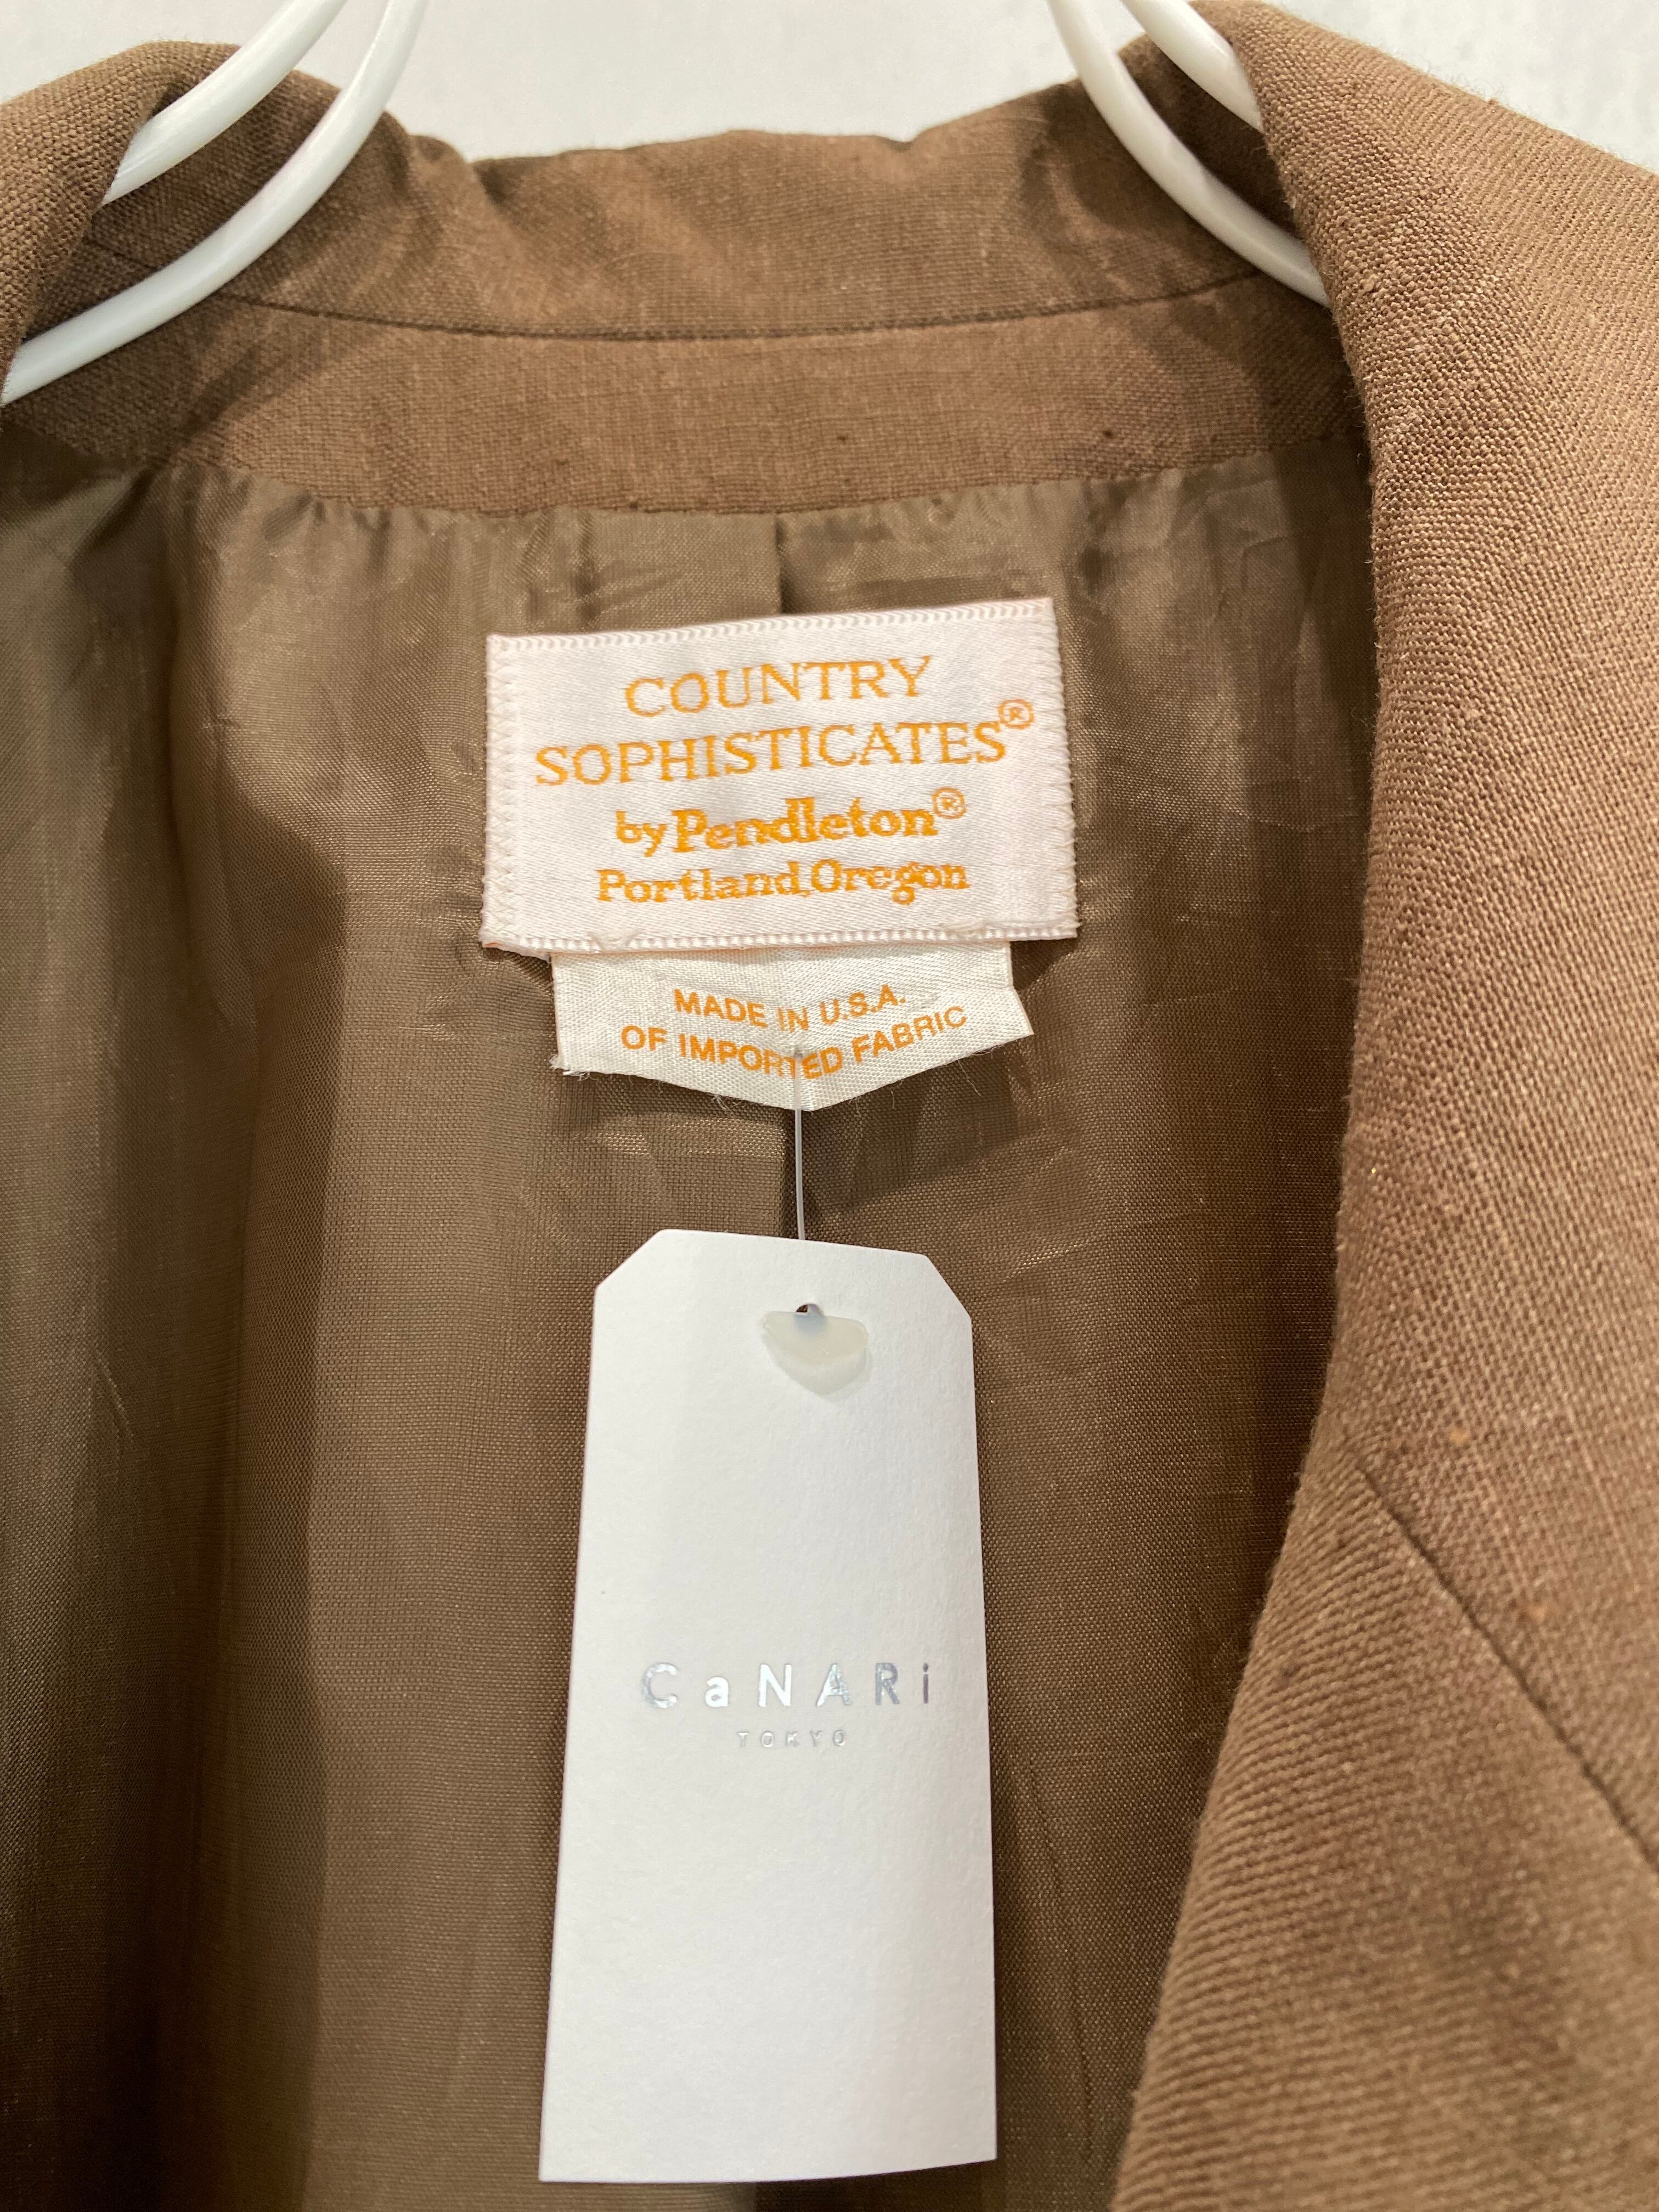 COUNTRY
SOPHISTICATES®
by Pendleton®
Portland, Oregon
MADE IN U.S.A.
OF IMPORTED FABRIC
CaNARi
TOKYO